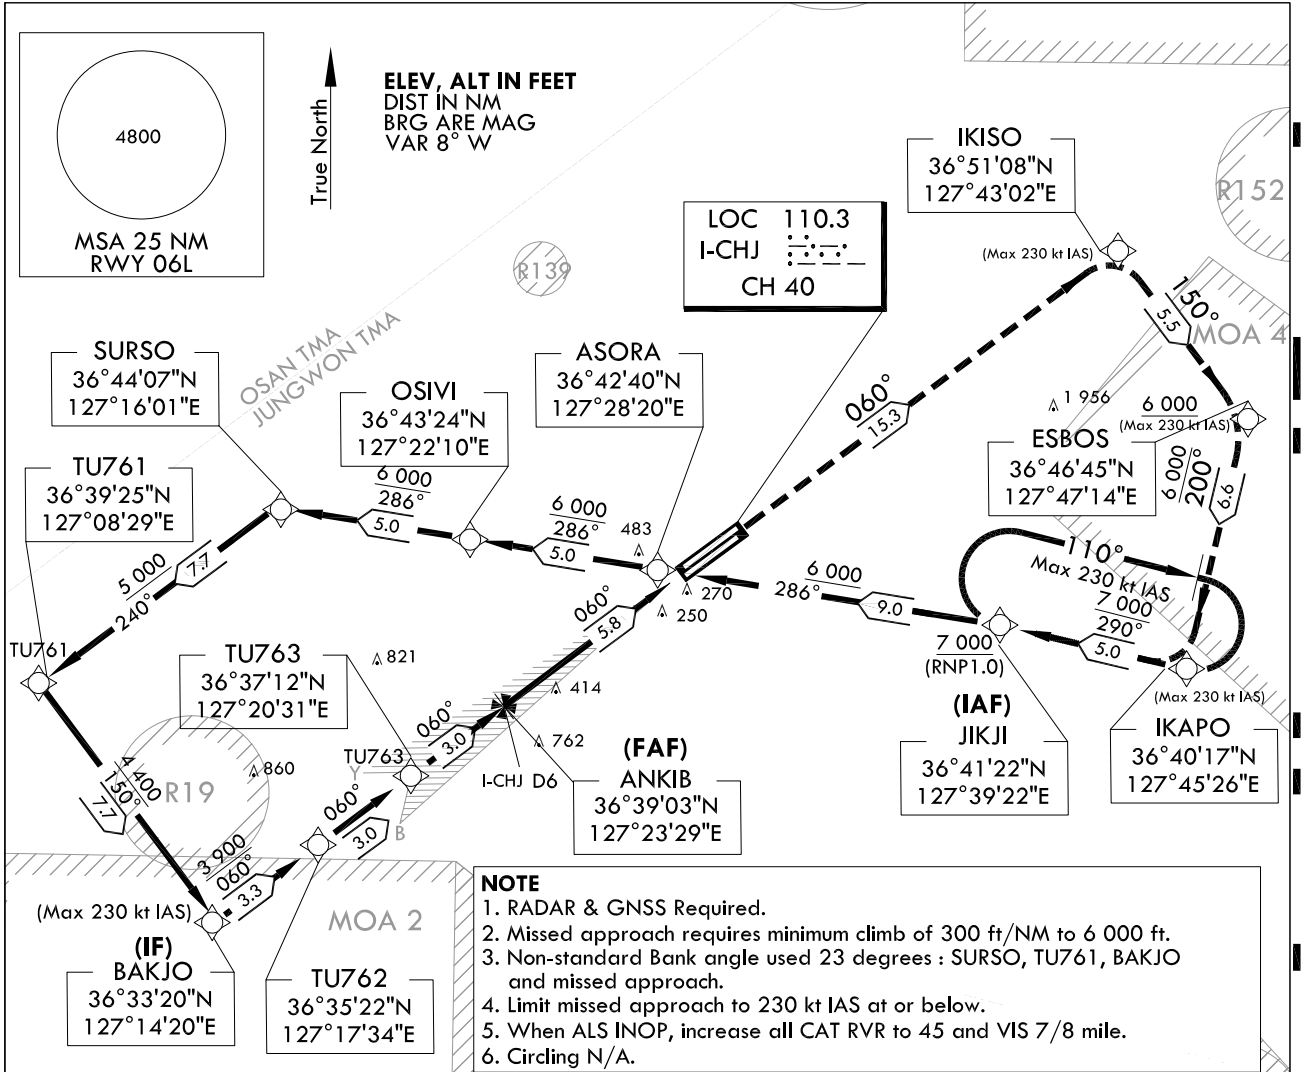 4800
MSA 25 NM
RWY 06L
True North
ELEV, ALT IN FEET
DIST IN NM
BRG ARE MAG
VAR 8° W
IKISO
36°51'08"N
127°43'02"E
R152
(Max 230 kt IAS)
LOC 110.3
I-CHJ
CH 40
R139
OSAN TMA
JUNGWON TMA
150°
5.5
MOA 4
SURSO
36°44'07"N
127°16'01"E
OSIVI
36°43'24"N
127°22'10"E
ASORA
36°42'40"N
127°28'20"E
060°
15.3
1 956
6 000
(Max 230 kt IAS)
ESBOS
36°46'45"N
127°47'14"E
6 000
200°
6.6
TU761
36°39'25"N
127°08'29"E
6 000
286°
5.0
6 000
286°
5.0
483
110°
Max 230 kt IAS
5 000
240°
7.7
060°
5.8
270
250
6 000
286°
9.0
7 000
290°
5.0
7 000
(RNP1.0)
(Max 230 kt IAS)
TU761
TU763
36°37'12"N
127°20'31"E
821
414
762
060°
3.0
(IAF)
JIKJI
36°41'22"N
127°39'22"E
IKAPO
36°40'17"N
127°45'26"E
(FAF)
ANKIB
36°39'03"N
127°23'29"E
I-CHJ D6
TU763
Y
B
860
R19
4 400
150°
7.7
060°
3.0
3 900
060°
3.3
(Max 230 kt IAS)
MOA 2
(IF)
BAKJO
36°33'20"N
127°14'20"E
TU762
36°35'22"N
127°17'34"E
NOTE
1. RADAR & GNSS Required.
2. Missed approach requires minimum climb of 300 ft/NM to 6 000 ft.
3. Non-standard Bank angle used 23 degrees : SURSO, TU761, BAKJO
and missed approach.
4. Limit missed approach to 230 kt IAS at or below.
5. When ALS INOP, increase all CAT RVR to 45 and VIS 7/8 mile.
6. Circling N/A.